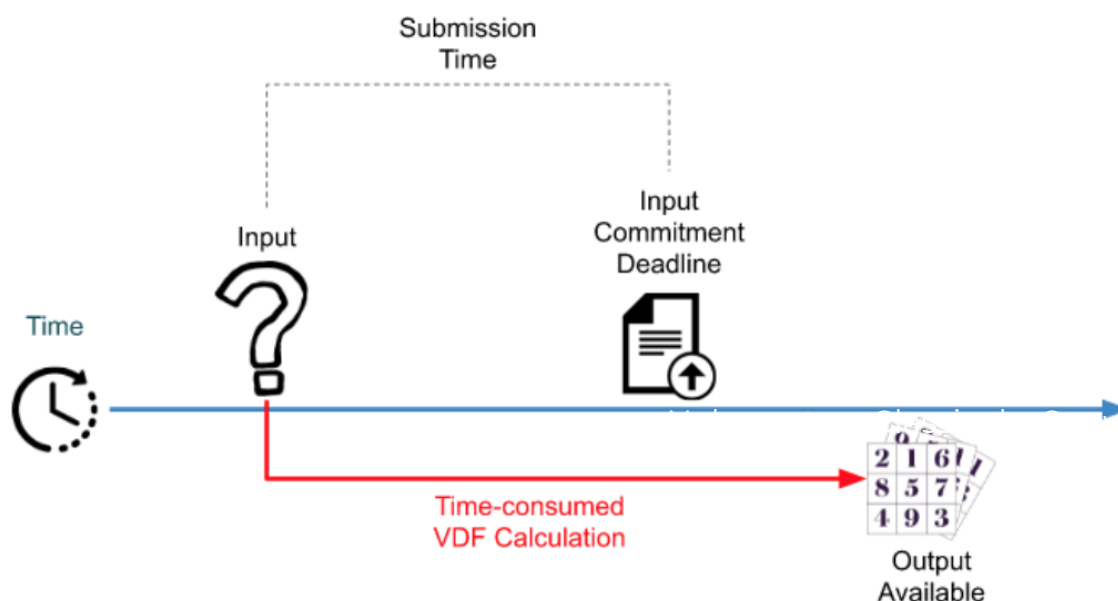 Submission
Time
Input
Input
Commitment
Deadline
Time
2 1 6
8 5 7
4 9 3
Time-consumed
VDF Calculation
Output
Available